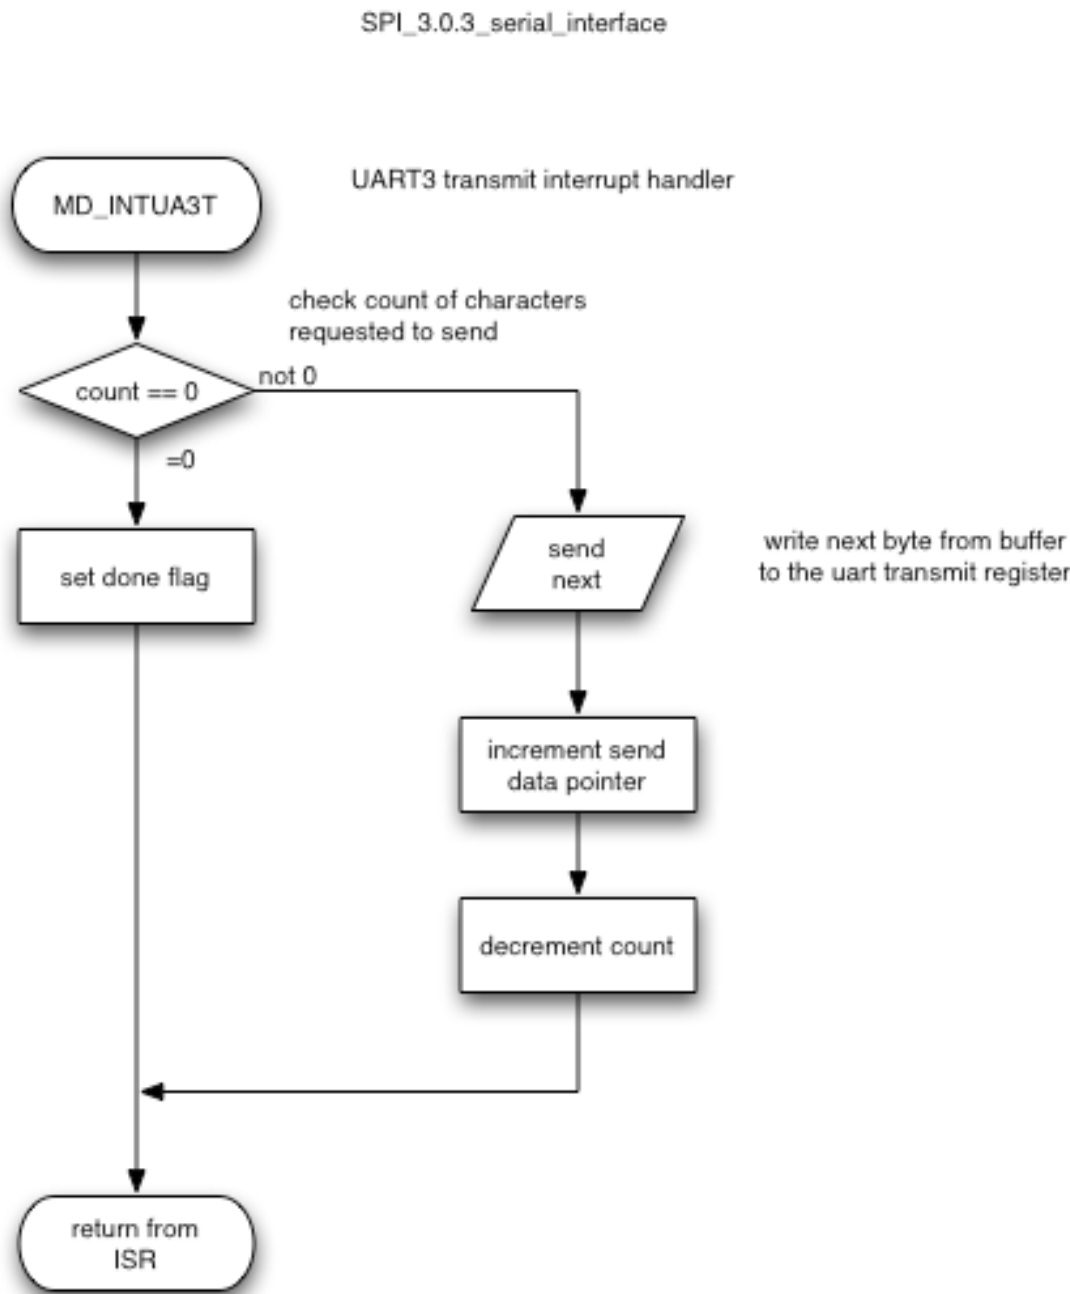 SPI_3.0.3_serial_interface
MD_INTUA3T
UART3 transmit interrupt handler
check count of characters
requested to send
count == 0
not 0
=0
set done flag
send
next
write next byte from buffer
to the uart transmit register
increment send
data pointer
decrement count
return from
ISR